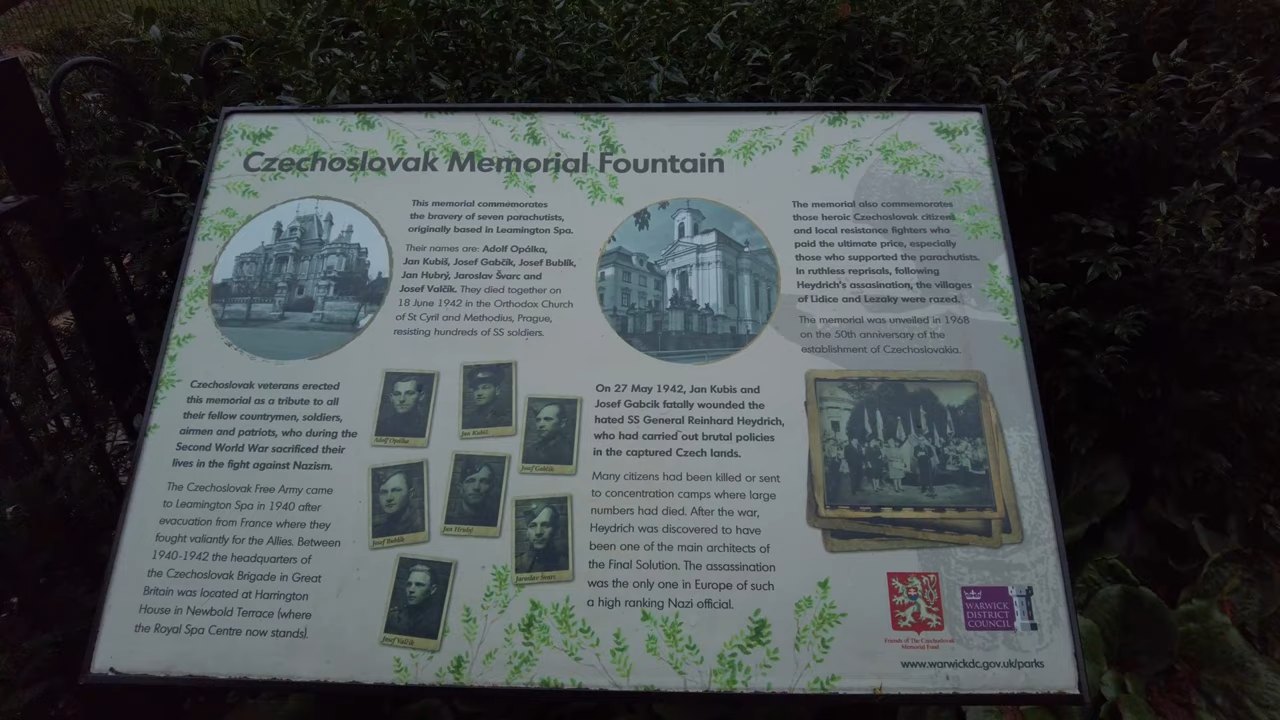 Czechoslovak Memorial Fountain
This memorial commemorates
the bravery of seven parachutists,
originally based in Leamington Spa.
Their names are: Adolf Opálka,
Jan Kubiš, Josef Gabčík, Josef Bublík,
Jan Hrubý, Jaroslav Švarc and
Josef Valčík. They died together on
18 June 1942 in the Orthodox Church
of St Cyril and Methodius, Prague,
resisting hundreds of SS soldiers.
The memorial also commemorates
those heroic Czechoslovak citizens
and local resistance fighters who
paid the ultimate price, especially
those who supported the parachutists.
In ruthless reprisals, following
Heydrich's assasination, the villages
of Lidice and Lezaky were razed.
The memorial was unveiled in 1968
on the 50th anniversary of the
establishment of Czechoslovakia.
Czechoslovak veterans erected
this memorial as a tribute to all
their fellow countrymen, soldiers,
airmen and patriots, who during the
Second World War sacrificed their
lives in the fight against Nazism.
The Czechoslovak Free Army came
to Leamington Spa in 1940 after
evacuation from France where they
fought valiantly for the Allies. Between
1940-1942 the headquarters of
the Czechoslovak Brigade in Great
Britain was located at Harrington
House in Newbold Terrace (where
the Royal Spa Centre now stands).
Adolf Opálka
Jan Kubiš
Josef Gabčík
Josef Bublík
Jan Hrubý
Jaroslav Švarc
Josef Valčík
On 27 May 1942, Jan Kubis and
Josef Gabcik fatally wounded the
hated SS General Reinhard Heydrich,
who had carried out brutal policies
in the captured Czech lands.
Many citizens had been killed or sent
to concentration camps where large
numbers had died. After the war,
Heydrich was discovered to have
been one of the main architects of
the Final Solution. The assassination
was the only one in Europe of such
a high ranking Nazi official.
Friends of The Czechoslovak
Memorial Fund
WARWICK
DISTRICT
COUNCIL
www.warwickdc.gov.uk/parks